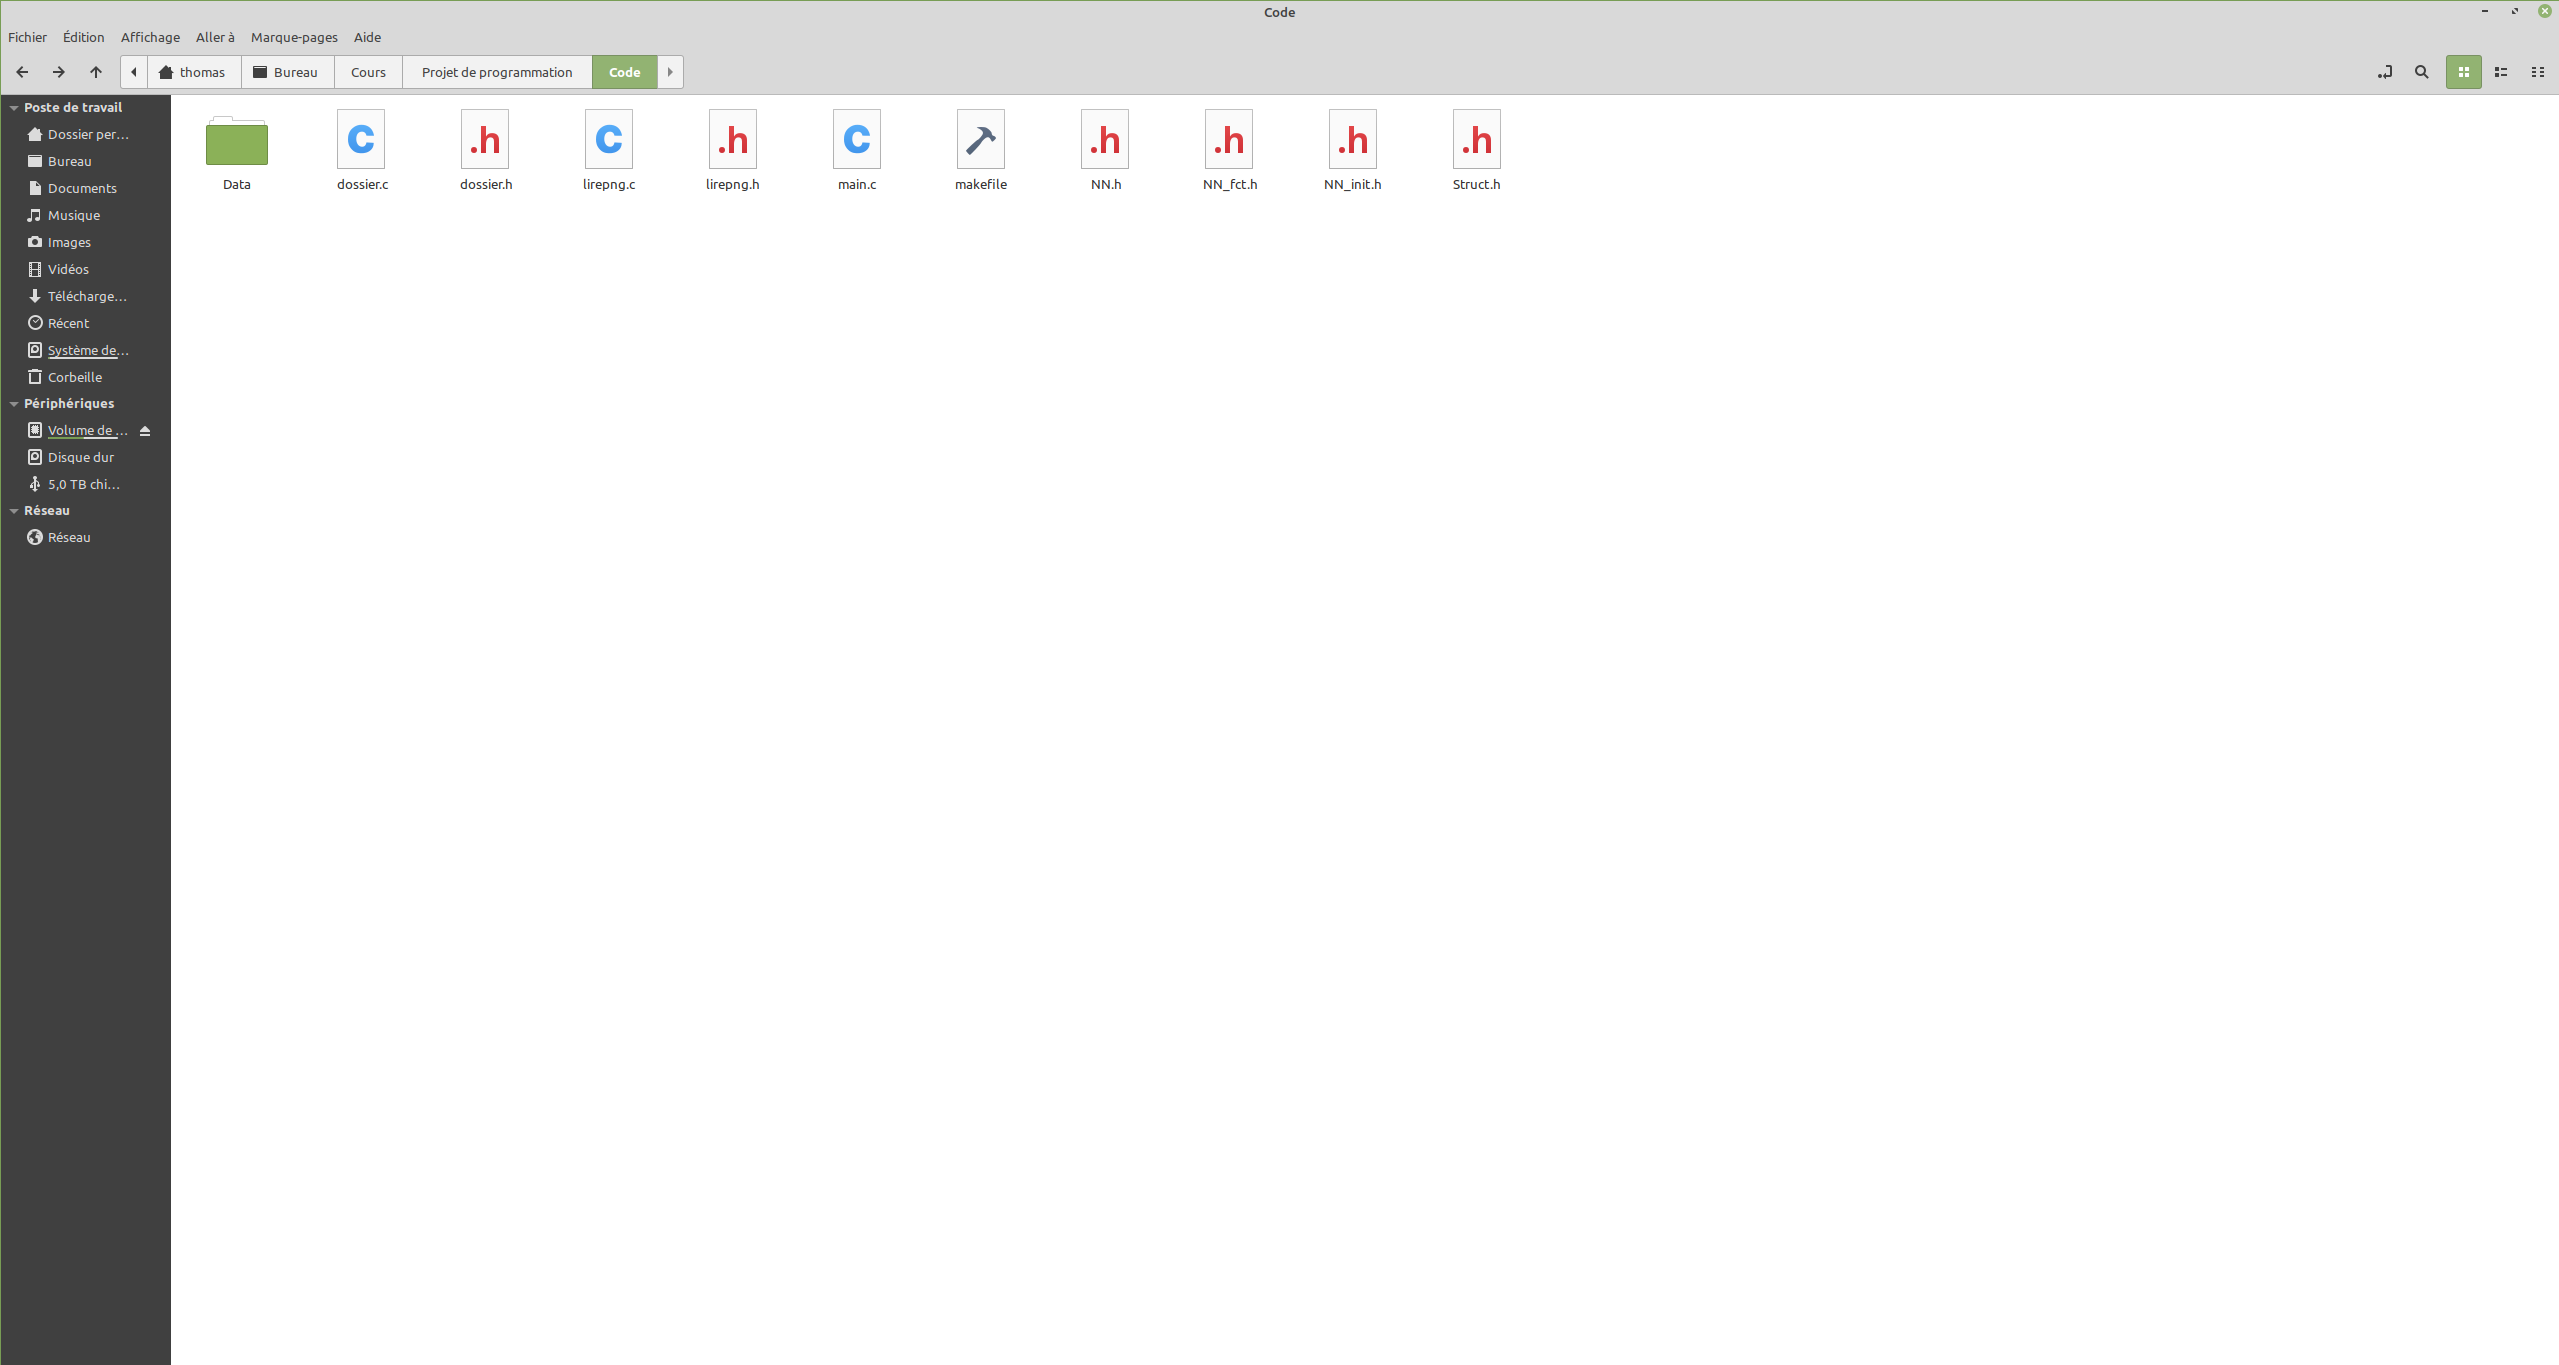 Code
Fichier Édition Affichage Aller à Marque-pages Aide
thomas Bureau Cours Projet de programmation Code
Poste de travail
Dossier per...
Bureau
Documents
Musique
Images
Vidéos
Télécharge...
Récent
Système de...
Corbeille
Périphériques
Volume de ...
Disque dur
5,0 TB chi...
Réseau
Réseau
C .h C .h C .h .h .h .h
Data dossier.c dossier.h lirepng.c lirepng.h main.c makefile NN.h NN_fct.h NN_init.h Struct.h